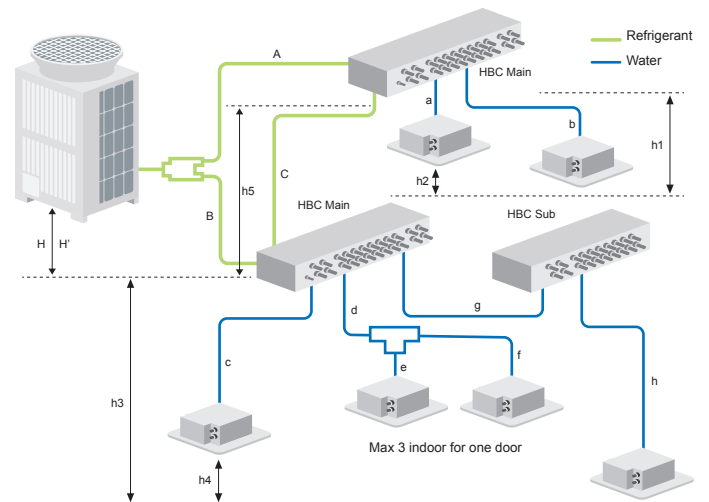 Refrigerant
Water
A
HBC Main
a
b
h1
h2
h5
C
B
HBC Main
HBC Sub
H
H'
d
g
c
e
f
h
h3
Max 3 indoor for one door
h4